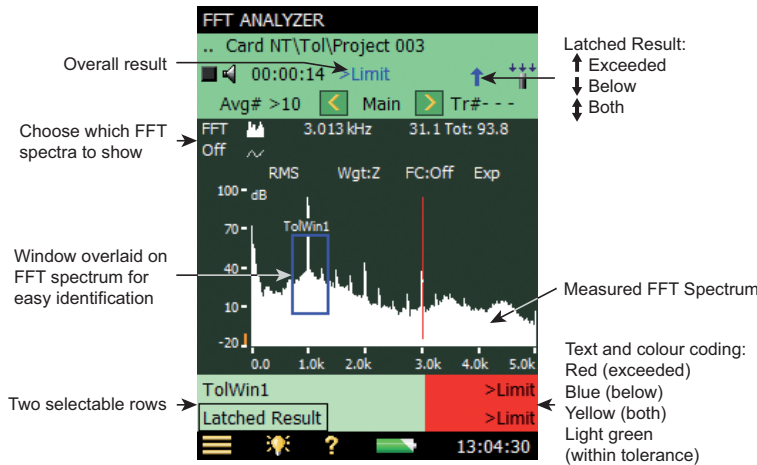 FFT ANALYZER
.. Card NT\Tol\Project 003
Overall result
00:00:14 >Limit
Latched Result:
Exceeded
Below
Both
Avg# >10 < Main > Tr#- - -
Choose which FFT
spectra to show
FFT 3.013 kHz 31.1 Tot: 93.8
Off
RMS Wgt:Z FC:Off Exp
100
dB
70
40
10
-20
TolWin1
Window overlaid on
FFT spectrum for
easy identification
Measured FFT Spectrum
0.0 1.0k 2.0k 3.0k 4.0k 5.0k
Two selectable rows
TolWin1 >Limit
Latched Result >Limit
Text and colour coding:
Red (exceeded)
Blue (below)
Yellow (both)
Light green
(within tolerance)
? 13:04:30